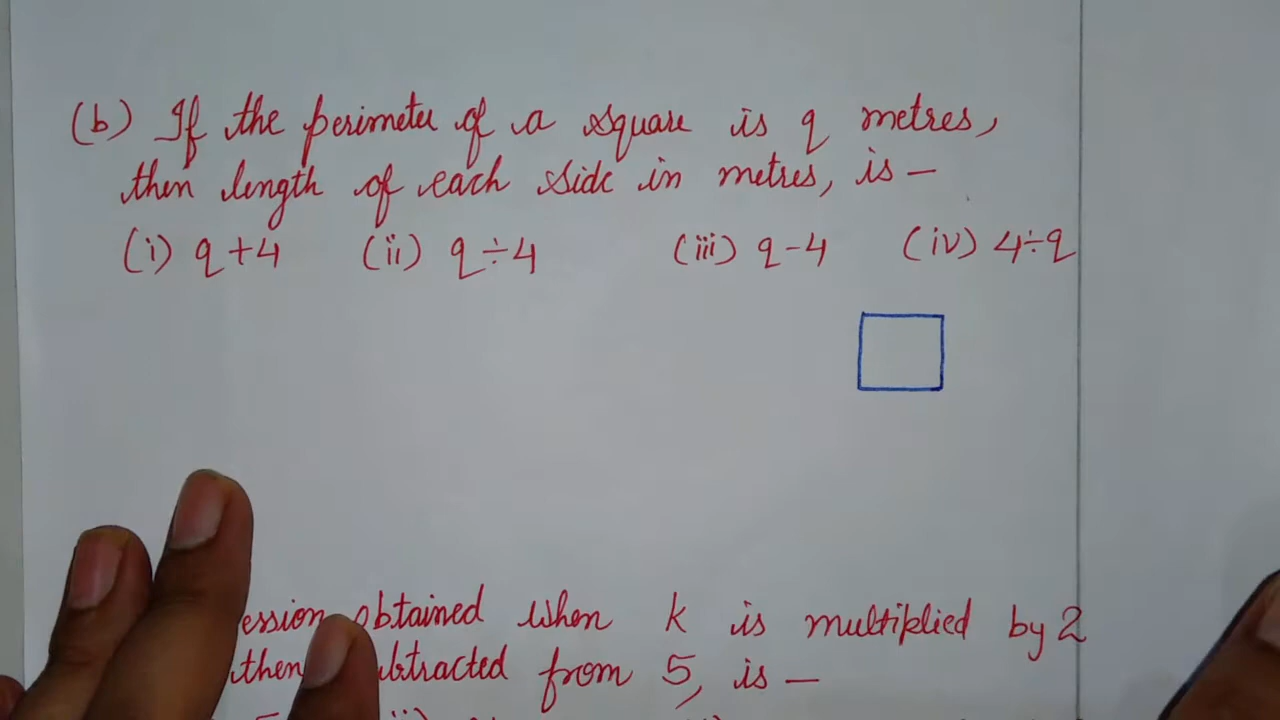 (b) If the perimeter of a square is q metres,
then length of each side in metres, is —
(i) q+4 (ii) q÷4 (iii) q-4 (iv) 4÷q
obtained when k is multiplied by 2
then from 5, is —